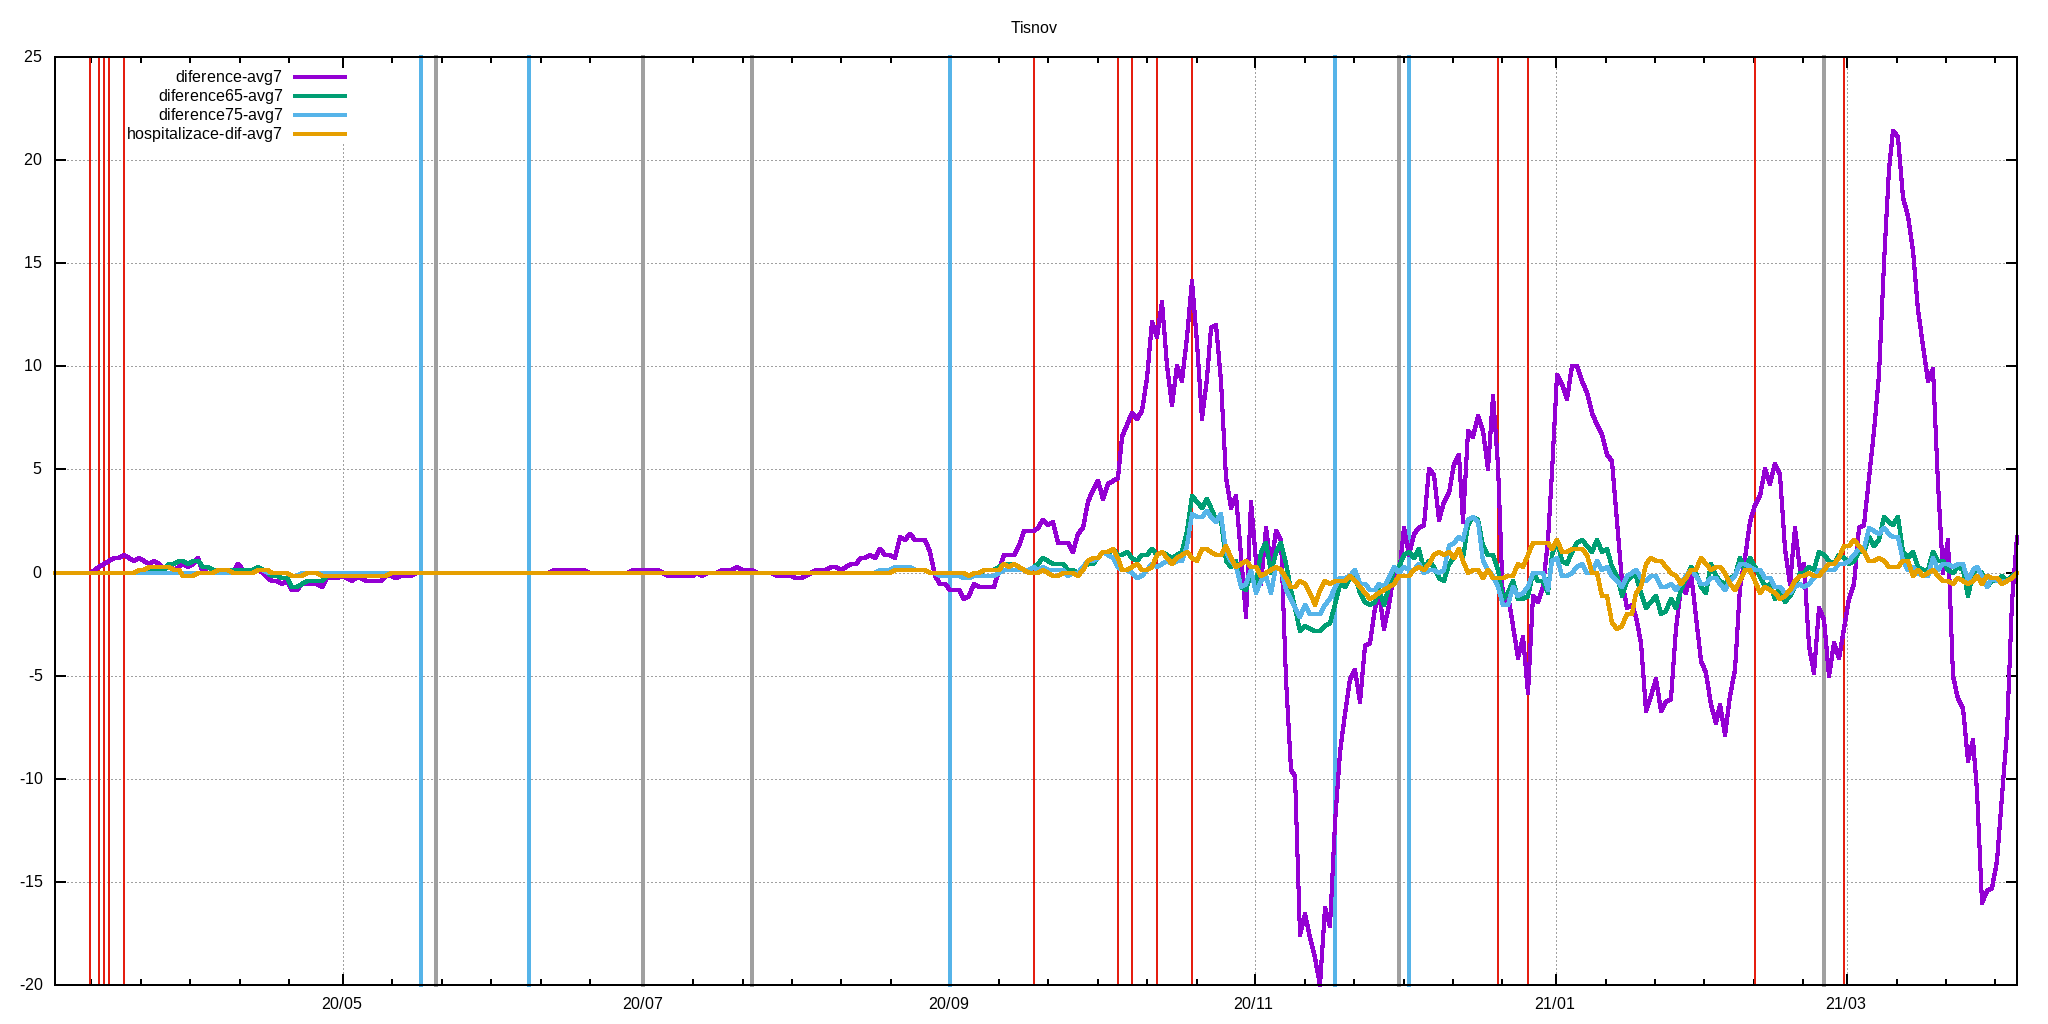 Tisnov
25
diference-avg7
diference65-avg7
diference75-avg7
hospitalizace-dif-avg7
20
15
10
5
0
-5
-10
-15
-20
20/05 20/07 20/09 20/11 21/01 21/03